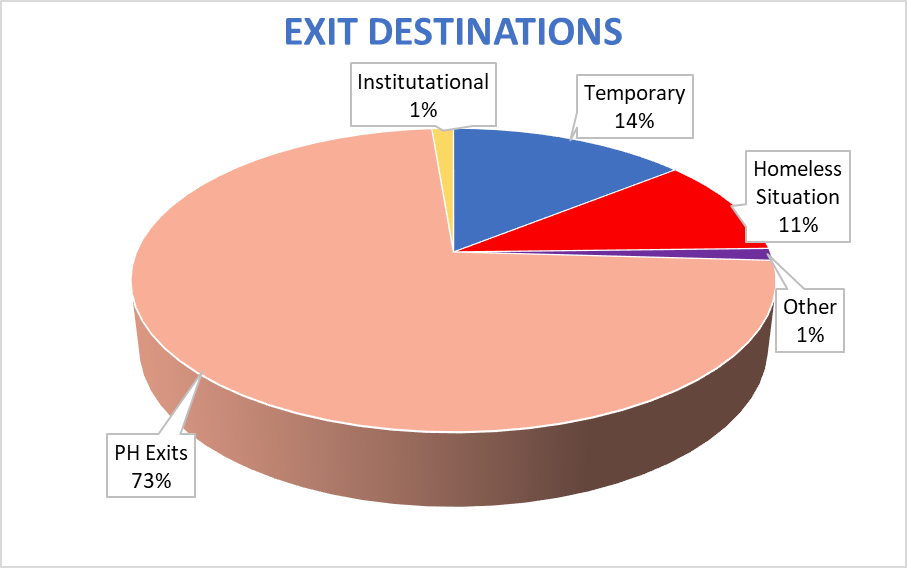 EXIT DESTINATIONS
Institutational
1%
Temporary
14%
Homeless
Situation
11%
Other
1%
PH Exits
73%